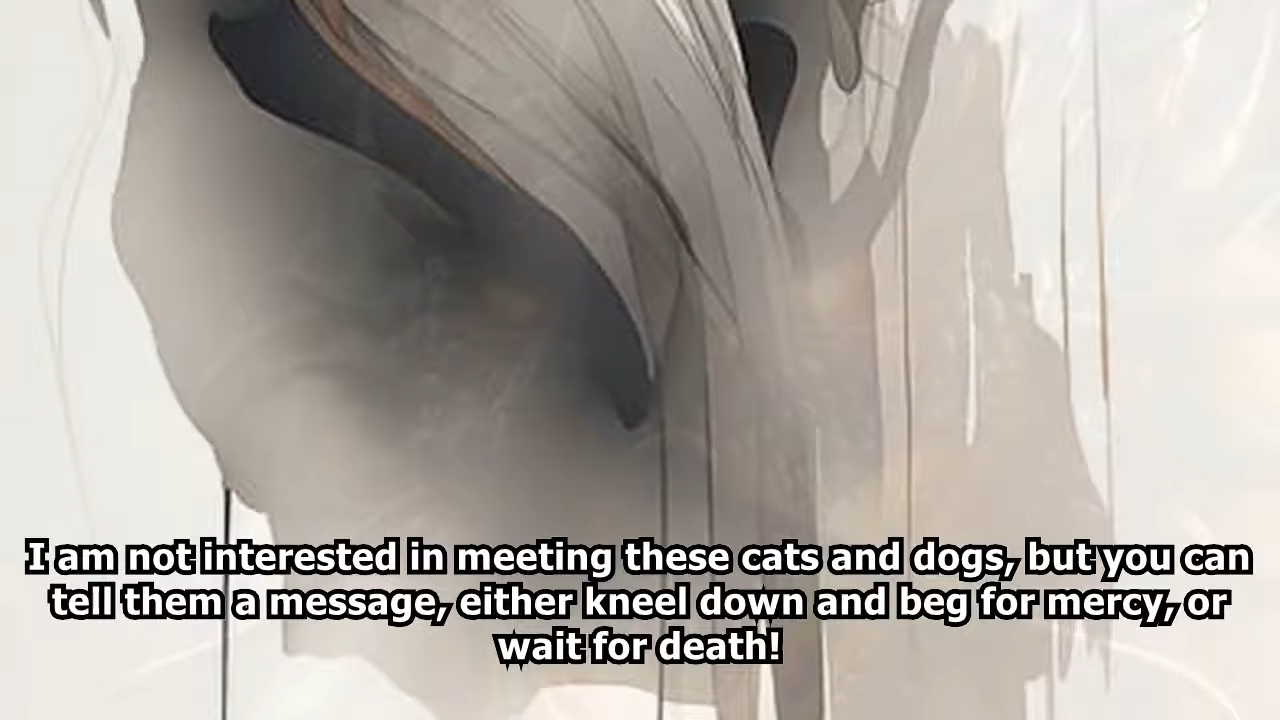 I am not interested in meeting these cats and dogs, but you can
tell them a message, either kneel down and beg for mercy, or
wait for death!